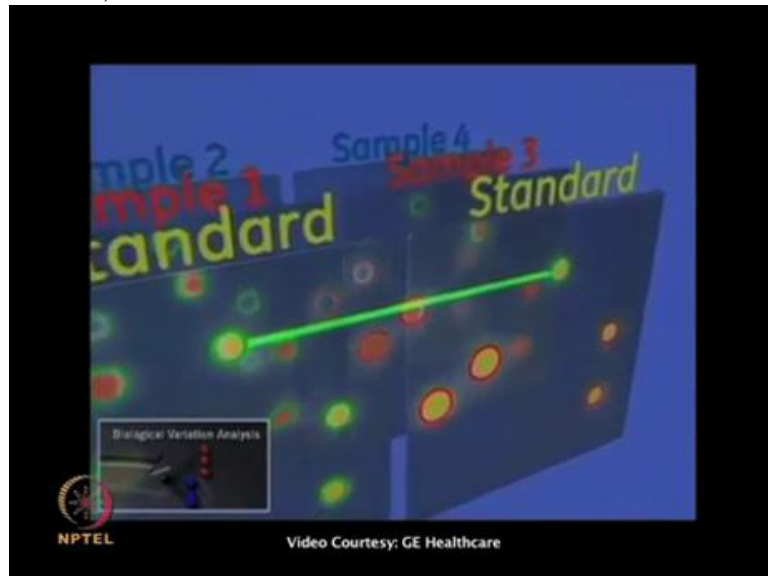 mple 2
Sample 4
mple 1
Sample 3
tandard
Standard
Biological Variation Analysis
NPTEL
Video Courtesy: GE Healthcare